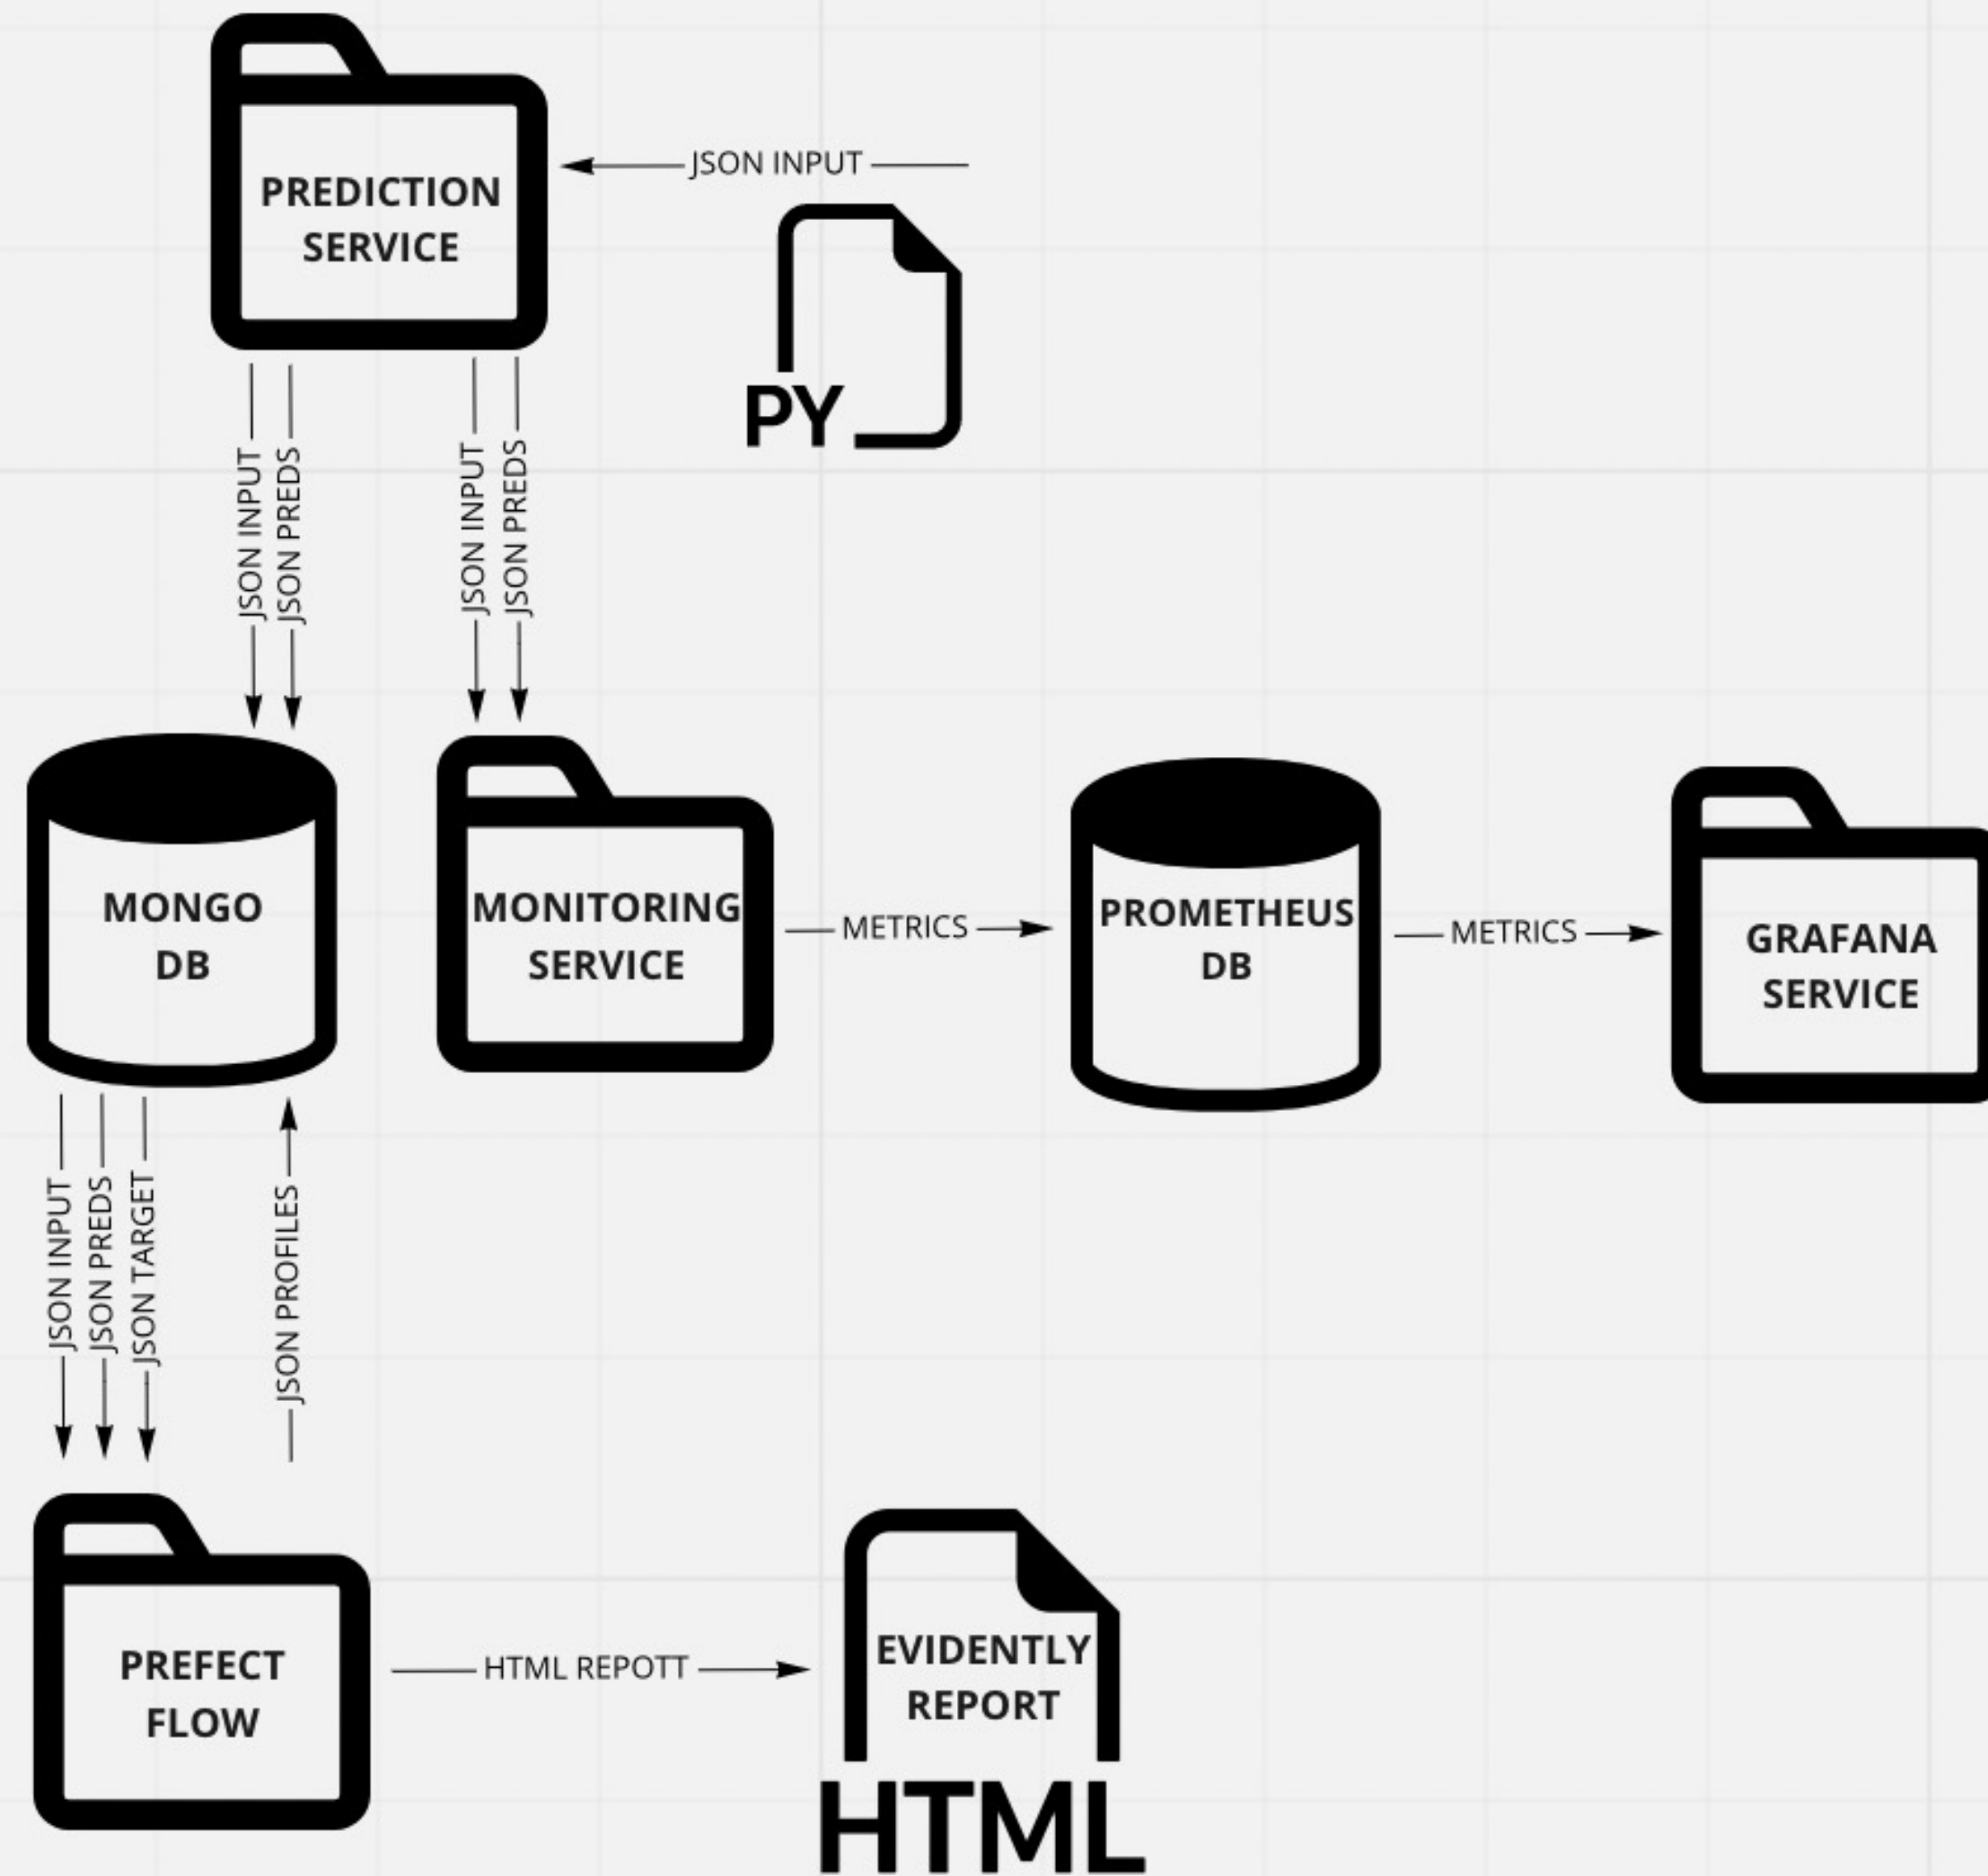 JSON INPUT
PREDICTION
SERVICE
PY
JSON INPUT
JSON PREDS
JSON INPUT
JSON PREDS
MONGO
DB
MONITORING
SERVICE
METRICS
PROMETHEUS
DB
METRICS
GRAFANA
SERVICE
JSON INPUT
JSON PREDS
JSON TARGET
JSON PROFILES
PREFECT
FLOW
HTML REPOTT
EVIDENTLY
REPORT
HTML